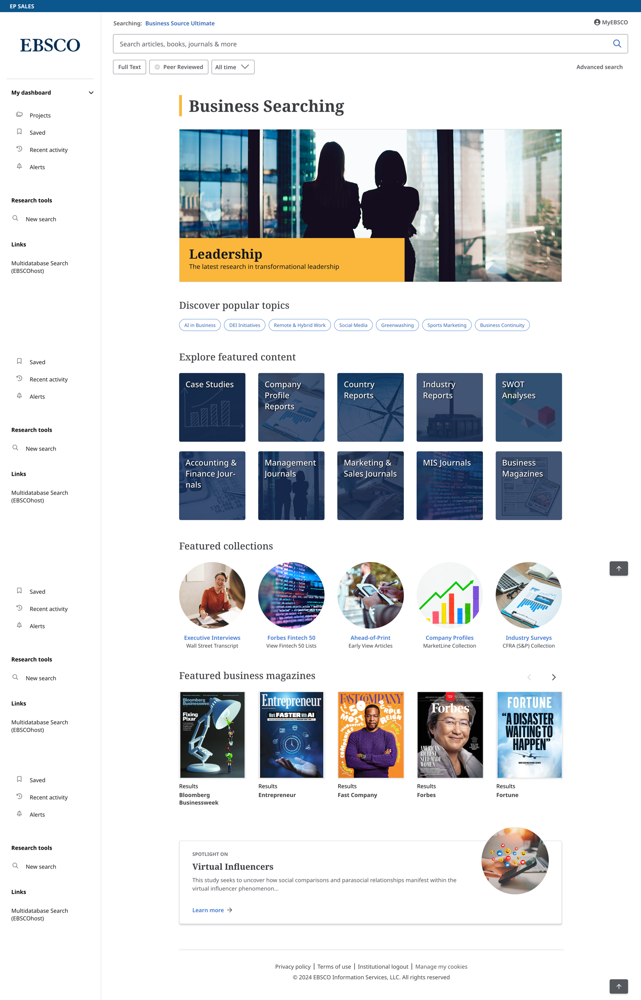 EP SALES
EBSCO
My dashboard
Projects
Saved
Recent activity
Alerts
Research tools
New search
Links
Multidatabase Search
(EBSCOhost)
Saved
Recent activity
Alerts
Research tools
New search
Links
Multidatabase Search
(EBSCOhost)
Saved
Recent activity
Alerts
Research tools
New search
Links
Multidatabase Search
(EBSCOhost)
Saved
Recent activity
Alerts
Research tools
New search
Links
Multidatabase Search
(EBSCOhost)
Searching: Business Source Ultimate
MyEBSCO
Search articles, books, journals & more
Full Text
Peer Reviewed
All time
Advanced search
Business Searching
Leadership
The latest research in transformational leadership
Discover popular topics
AI in Business
DEI Initiatives
Remote & Hybrid Work
Social Media
Greenwashing
Sports Marketing
Business Continuity
Explore featured content
Case Studies
Company
Profile
Reports
Country
Reports
Industry
Reports
SWOT
Analyses
Accounting &
Finance Jour-
nals
Management
Journals
Marketing &
Sales Journals
MIS Journals
Business
Magazines
Featured collections
Executive Interviews
Wall Street Transcript
Forbes Fintech 50
View Fintech 50 Lists
Ahead-of-Print
Early View Articles
Company Profiles
MarketLine Collection
Industry Surveys
CFRA (S&P) Collection
Featured business magazines
Bloomberg
Businesswee
Fixing
Pixar
Entrepreneur
Work FASTER With AI
FAST COMPANY
THE WORLD'S 50 MOST INNOVATIVE COMPANIES
PURPLE REIGN
PLUS
Forbes
AMERICA'S
RICHEST
SELF-MADE
WOMEN
FORTUNE
"A DISASTER
WAITING TO
HAPPEN"
HOW BOEING BROKE DOWN
Results
Bloomberg
Businessweek
Results
Entrepreneur
Results
Fast Company
Results
Forbes
Results
Fortune
SPOTLIGHT ON
Virtual Influencers
This study seeks to uncover how social comparisons and parasocial relationships manifest within the
virtual influencer phenomenon...
Learn more
Privacy policy | Terms of use | Institutional logout | Manage my cookies
© 2024 EBSCO Information Services, LLC. All rights reserved